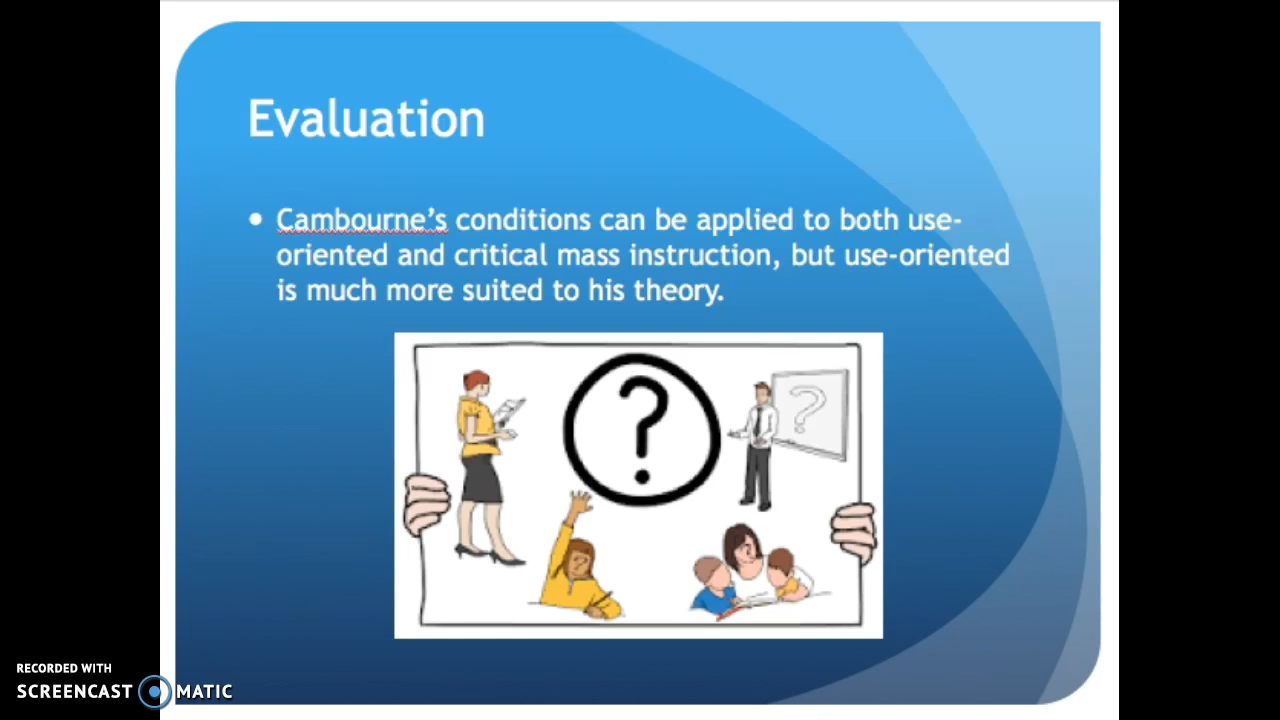 Evaluation
Cambourne's conditions can be applied to both use-
oriented and critical mass instruction, but use-oriented
is much more suited to his theory.
?
?
RECORDED WITH
SCREENCAST MATIC